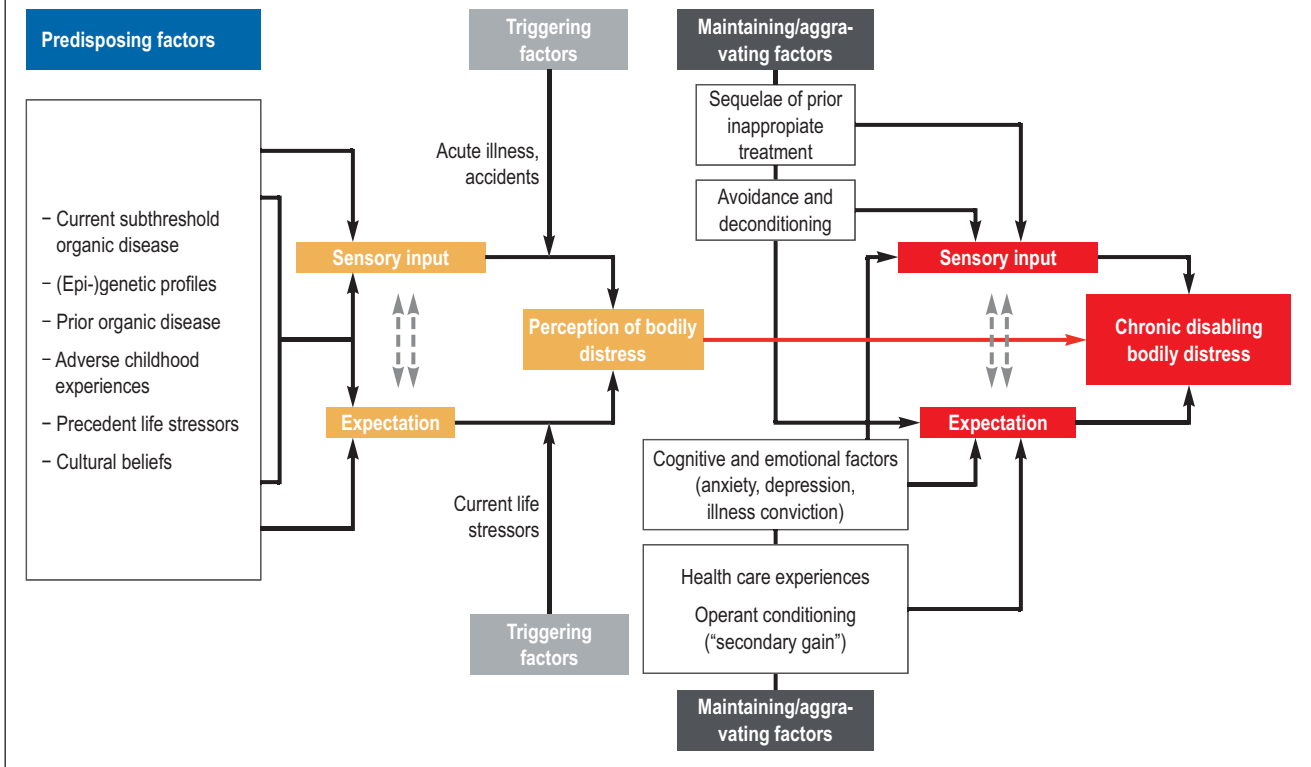 Predisposing factors
– Current subthreshold
organic disease
– (Epi-)genetic profiles
– Prior organic disease
– Adverse childhood
experiences
– Precedent life stressors
– Cultural beliefs
Triggering
factors
Acute illness,
accidents
Sensory input
Perception of bodily
distress
Expectation
Current life
stressors
Triggering
factors
Maintaining/aggra-
vating factors
Sequelae of prior
inappropiate
treatment
Avoidance and
deconditioning
Sensory input
Chronic disabling
bodily distress
Expectation
Cognitive and emotional factors
(anxiety, depression,
illness conviction)
Health care experiences
Operant conditioning
(“secondary gain”)
Maintaining/aggra-
vating factors